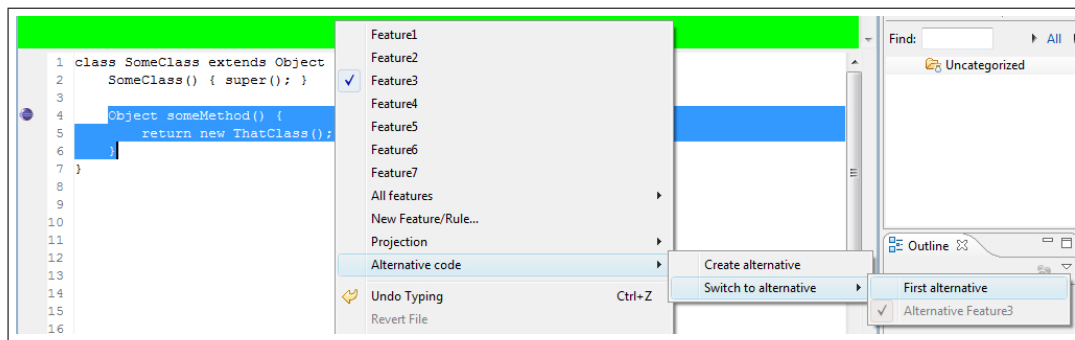 1 class SomeClass extends Object
2 SomeClass() { super(); }
3
4 Object someMethod() {
5 return new ThatClass();
6 }
7 }
8
9
10
11
12
13
14
15
16
Feature1
Feature2
Feature3
Feature4
Feature5
Feature6
Feature7
All features
New Feature/Rule...
Projection
Alternative code
Undo Typing Ctrl+Z
Revert File
Create alternative
Switch to alternative
First alternative
Alternative Feature3
Find: All
Uncategorized
Outline